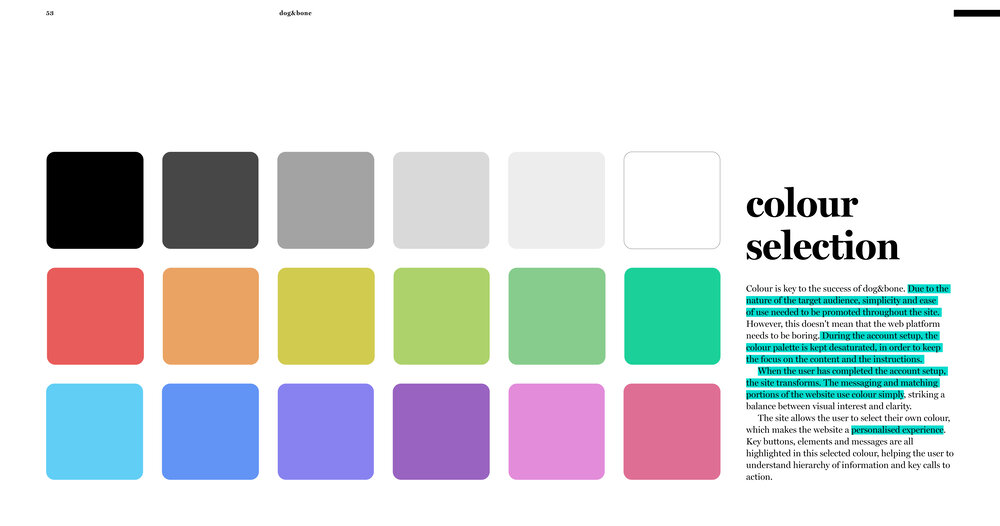 53
dog&bone
colour
selection
Colour is key to the success of dog&bone. Due to the
nature of the target audience, simplicity and ease
of use needed to be promoted throughout the site.
However, this doesn't mean that the web platform
needs to be boring. During the account setup, the
colour palette is kept desaturated, in order to keep
the focus on the content and the instructions.
When the user has completed the account setup,
the site transforms. The messaging and matching
portions of the website use colour simply, striking a
balance between visual interest and clarity.
The site allows the user to select their own colour,
which makes the website a personalised experience.
Key buttons, elements and messages are all
highlighted in this selected colour, helping the user to
understand hierarchy of information and key calls to
action.